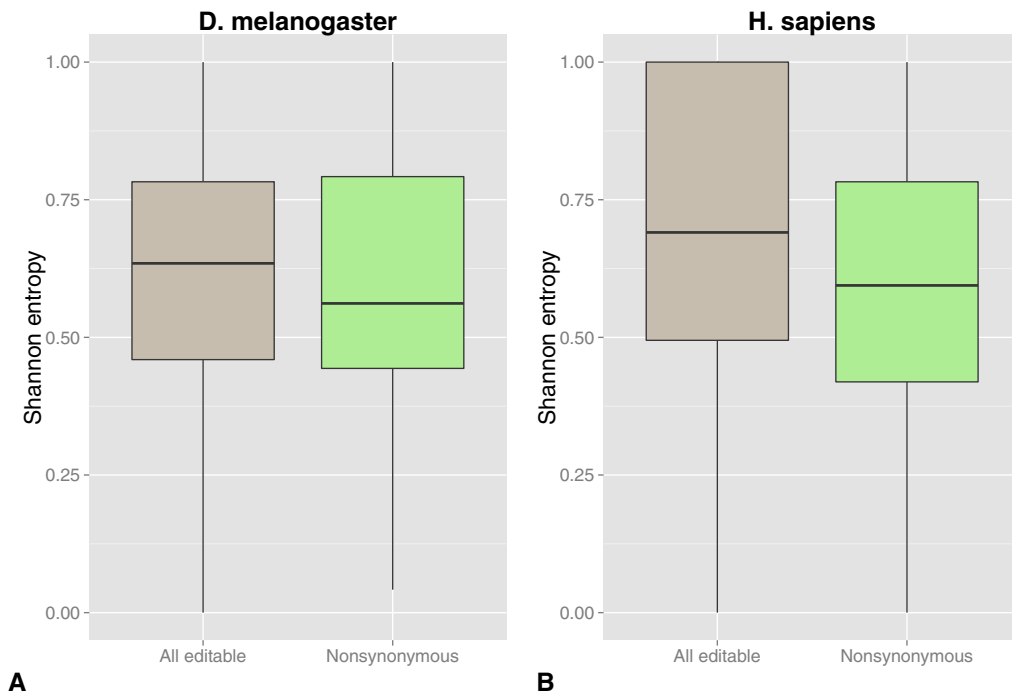 D. melanogaster
Shannon entropy
1.00
0.75
0.50
0.25
0.00
All editable
Nonsynonymous
A
H. sapiens
Shannon entropy
1.00
0.75
0.50
0.25
0.00
All editable
Nonsynonymous
B